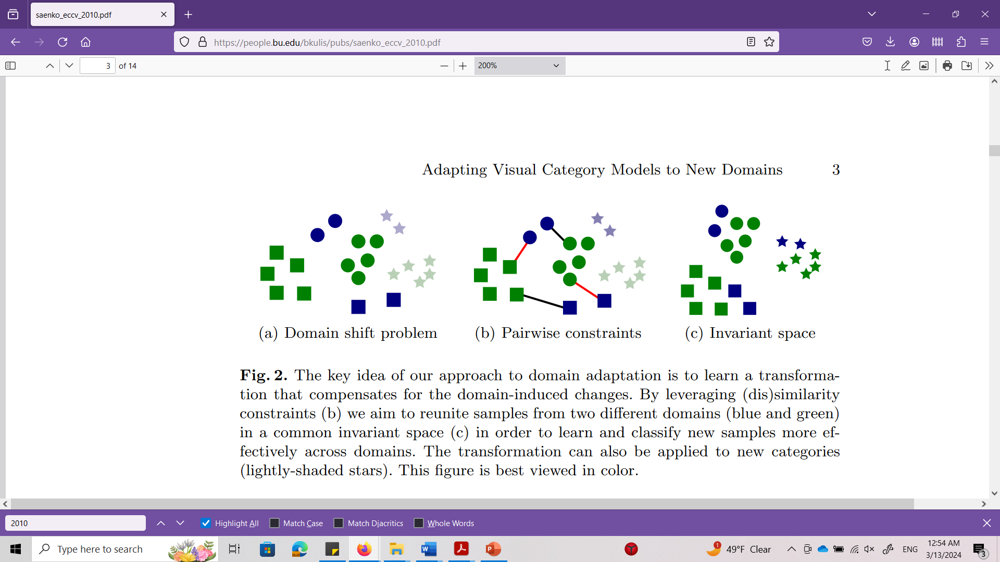 saenko_eccv_2010.pdf
https://people.bu.edu/bkulis/pubs/saenko_eccv_2010.pdf
3 of 14
200%
Adapting Visual Category Models to New Domains 3
(a) Domain shift problem (b) Pairwise constraints (c) Invariant space
Fig. 2. The key idea of our approach to domain adaptation is to learn a transforma-
tion that compensates for the domain-induced changes. By leveraging (dis)similarity
constraints (b) we aim to reunite samples from two different domains (blue and green)
in a common invariant space (c) in order to learn and classify new samples more ef-
fectively across domains. The transformation can also be applied to new categories
(lightly-shaded stars). This figure is best viewed in color.
2010 Highlight All Match Case Match Diacritics Whole Words
Type here to search 1 49°F Clear ENG 12:54 AM
3/13/2024 3